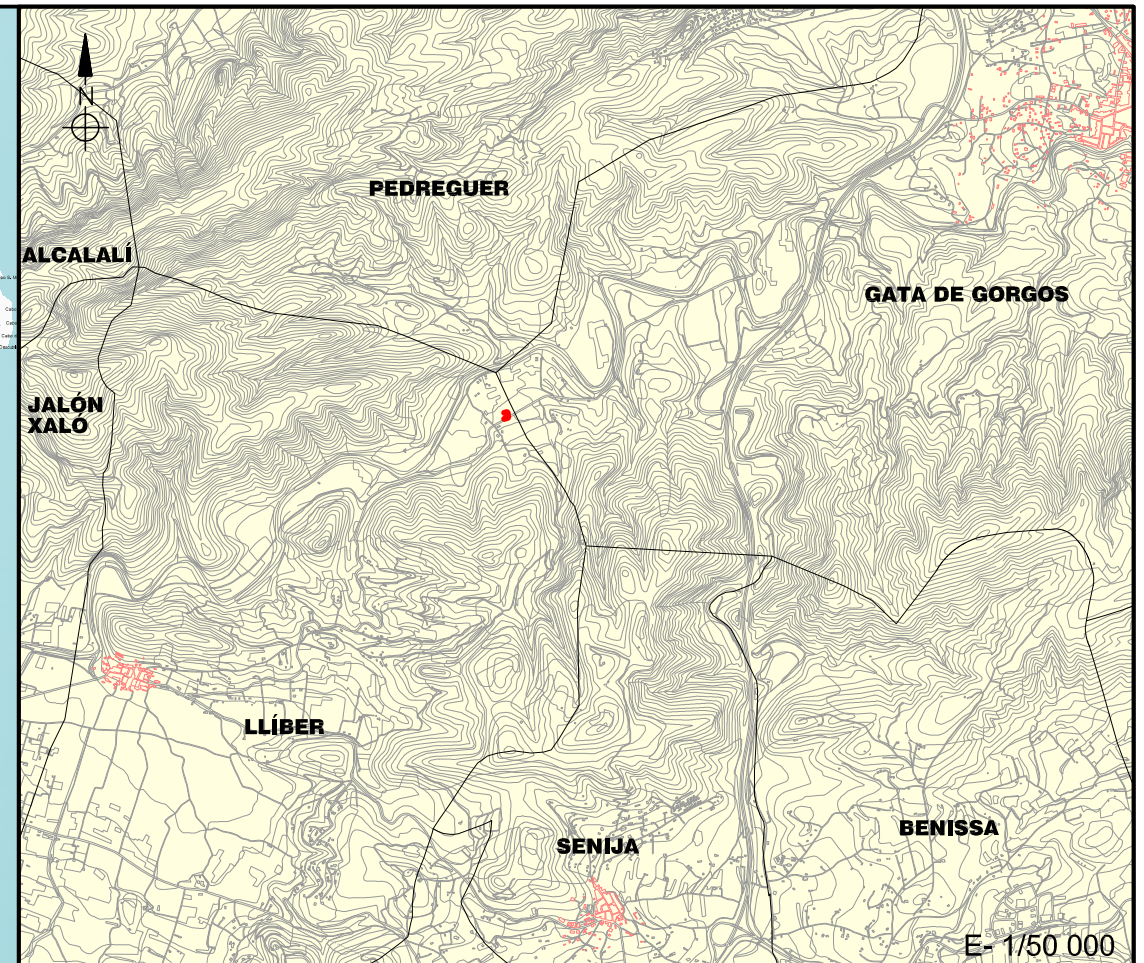 N
PEDREGUER
ALCALALÍ
GATA DE GORGOS
JALÓN
XALÓ
LLÍBER
BENISSA
SENIJA
E- 1/50 000